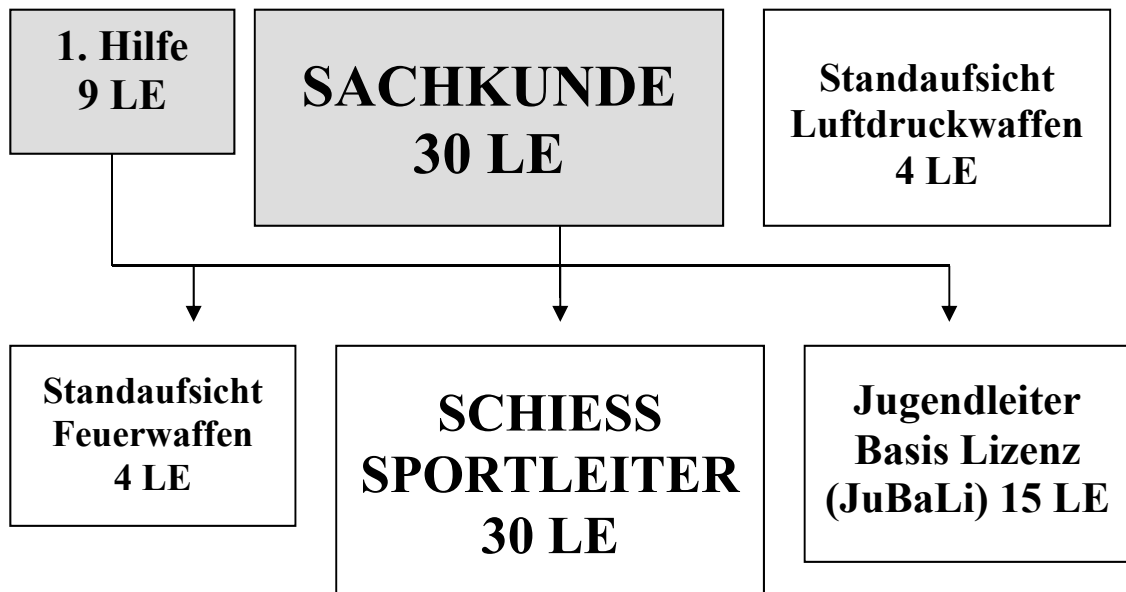 1. Hilfe
9 LE
SACHKUNDE
30 LE
Standaufsicht
Luftdruckwaffen
4 LE
Standaufsicht
Feuerwaffen
4 LE
SCHIESS
SPORTLEITER
30 LE
Jugendleiter
Basis Lizenz
(JuBaLi) 15 LE